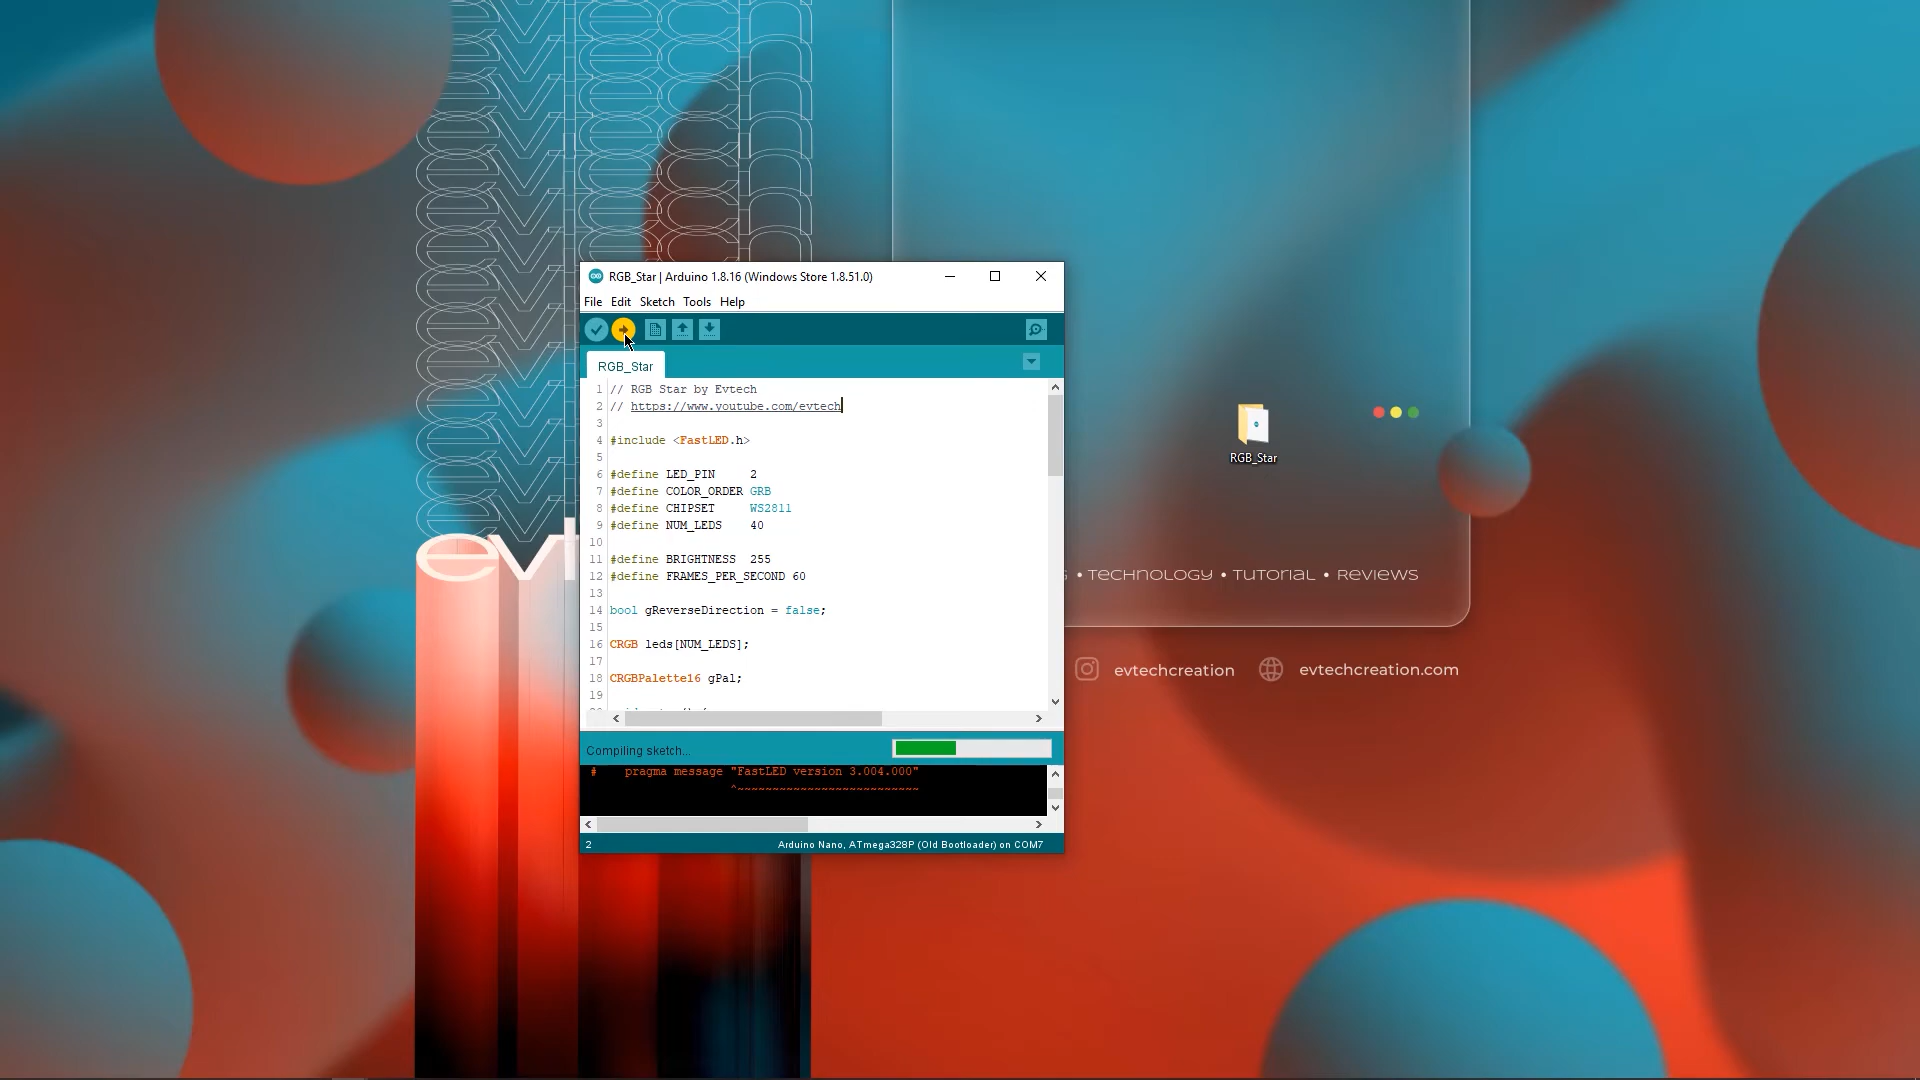 RGB_Star | Arduino 1.8.16 (Windows Store 1.8.51.0)
File Edit Sketch Tools Help
RGB_Star
1 // RGB Star by Evtech
2 // https://www.youtube.com/evtech
3
4 #include <FastLED.h>
5
6 #define LED_PIN 2
7 #define COLOR_ORDER GRB
8 #define CHIPSET WS2811
9 #define NUM_LEDS 40
10
11 #define BRIGHTNESS 255
12 #define FRAMES_PER_SECOND 60
13
14 bool gReverseDirection = false;
15
16 CRGB leds[NUM_LEDS];
17
18 CRGBPalette16 gPal;
19
Compiling sketch...
# pragma message "FastLED version 3.004.000"
^~~~~~~~~~~~~~~~~~~~~~~~~~~
2 Arduino Nano, ATmega328P (Old Bootloader) on COM7
RGB_Star
• TECHNOLOGY • TUTORIAL • REVIEWS
evtechcreation evtechcreation.com